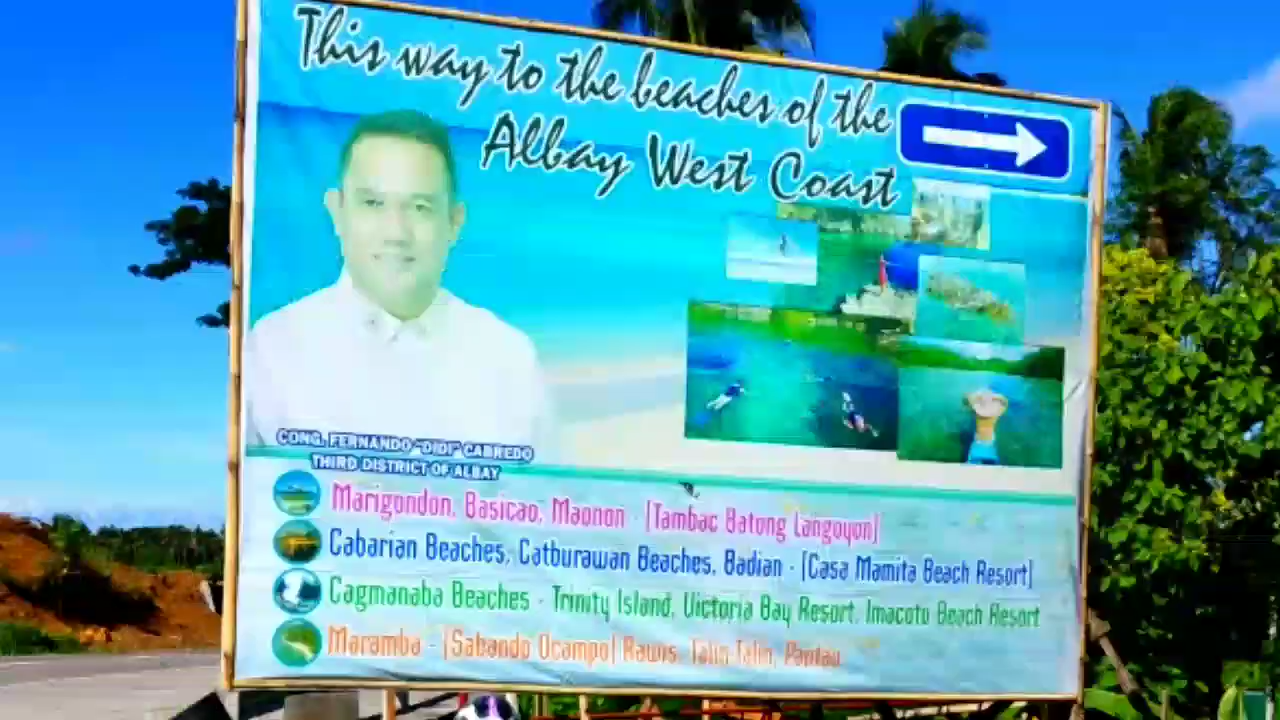 This way to the beaches of the
Albay West Coast
CONG. FERNANDO "DIDI" CABREDO
THIRD DISTRICT OF ALBAY
Marigondon, Basicao, Maonon - [Tambac Batong Langoyon]
Cabarian Beaches, Catburawan Beaches, Badian - [Casa Mamita Beach Resort]
Cagmanaba Beaches - Trinity Island, Victoria Bay Resort, Imacoto Beach Resort
Maramba - [Sabando Ocampo] Rawis, Talin-Talin, Pantao